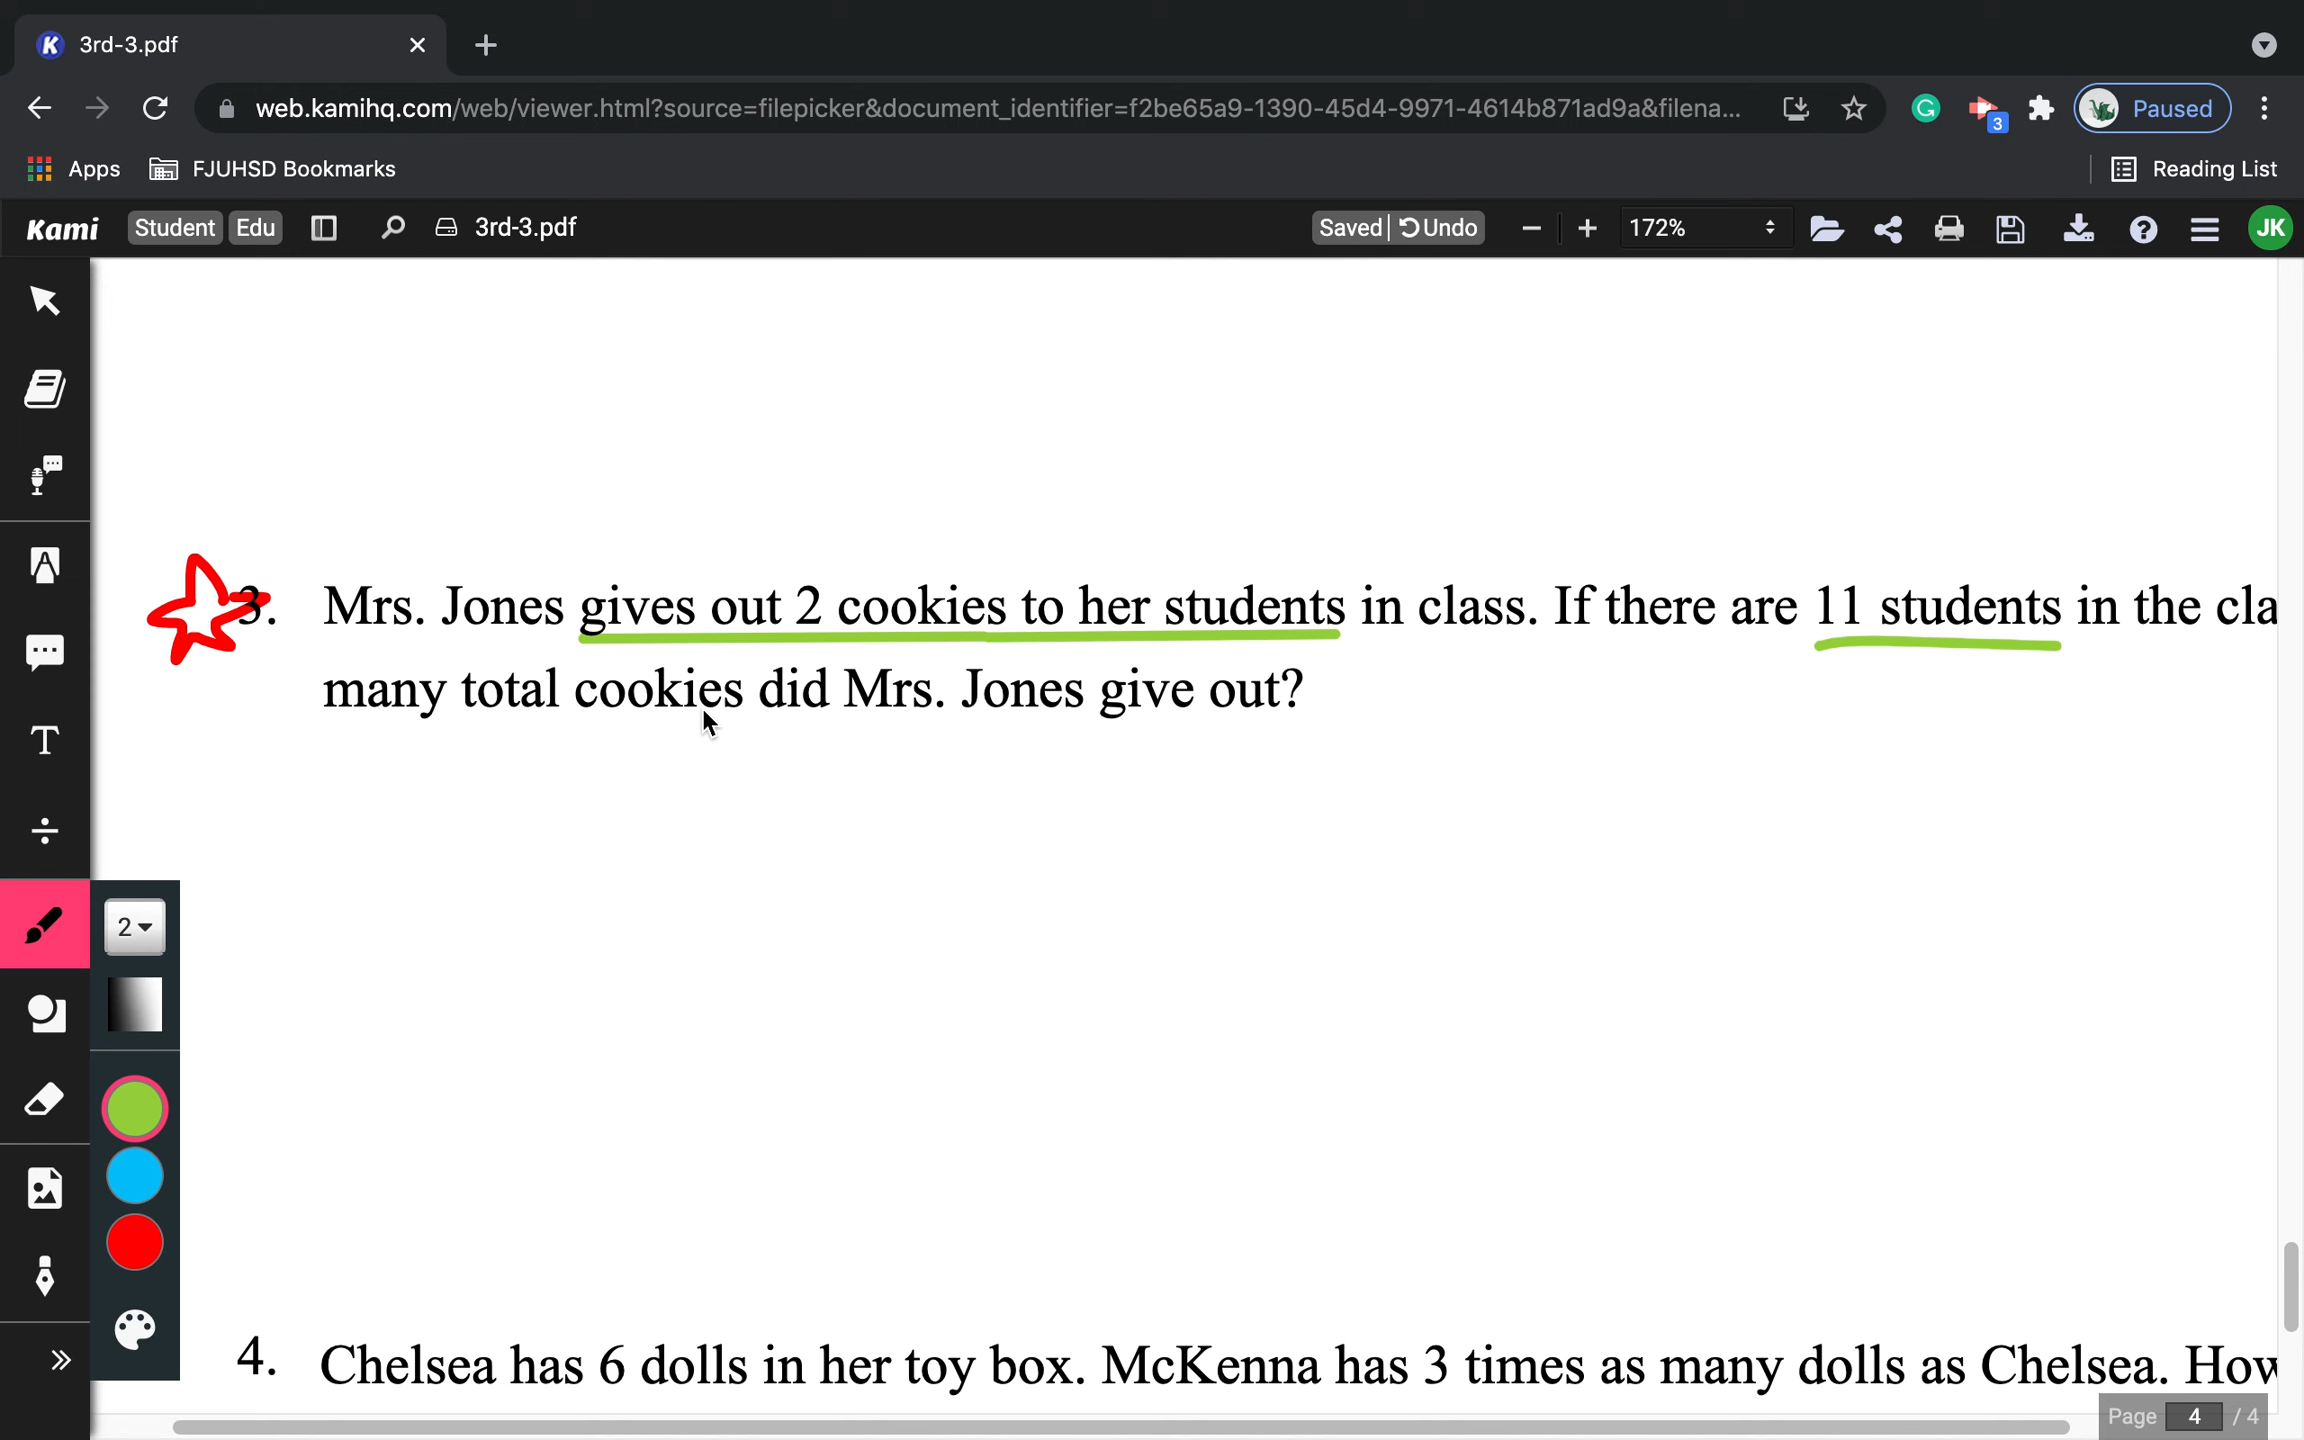 3rd-3.pdf
web.kamihq.com/web/viewer.html?source=filepicker&document_identifier=f2be65a9-1390-45d4-9971-4614b871ad9a&filena...
3
Paused
Apps
FJUHSD Bookmarks
Reading List
Kami
Student
Edu
3rd-3.pdf
Saved
Undo
172%
JK
3. Mrs. Jones gives out 2 cookies to her students in class. If there are 11 students in the cla
many total cookies did Mrs. Jones give out?
2
4. Chelsea has 6 dolls in her toy box. McKenna has 3 times as many dolls as Chelsea. How
Page 4 / 4